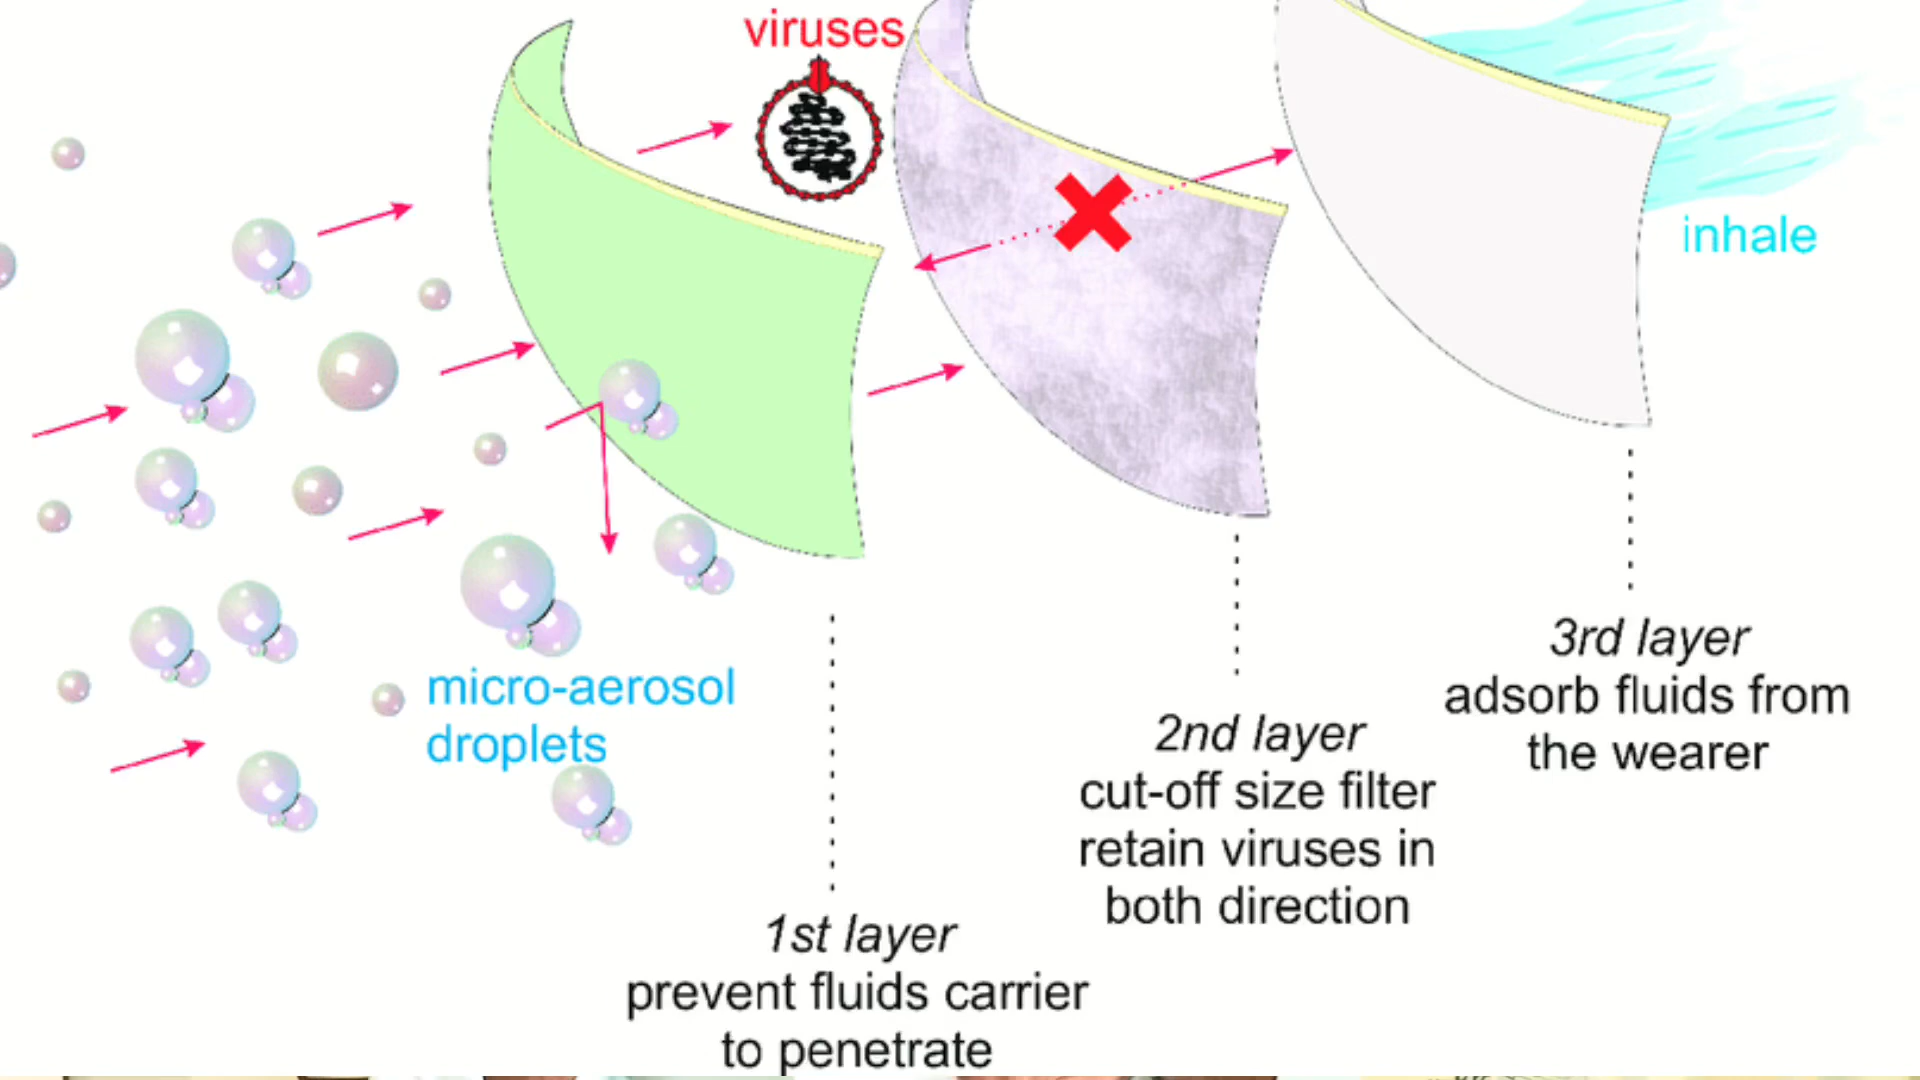 viruses
inhale
micro-aerosol
droplets
3rd layer
adsorb fluids from
the wearer
2nd layer
cut-off size filter
retain viruses in
both direction
1st layer
prevent fluids carrier
to penetrate